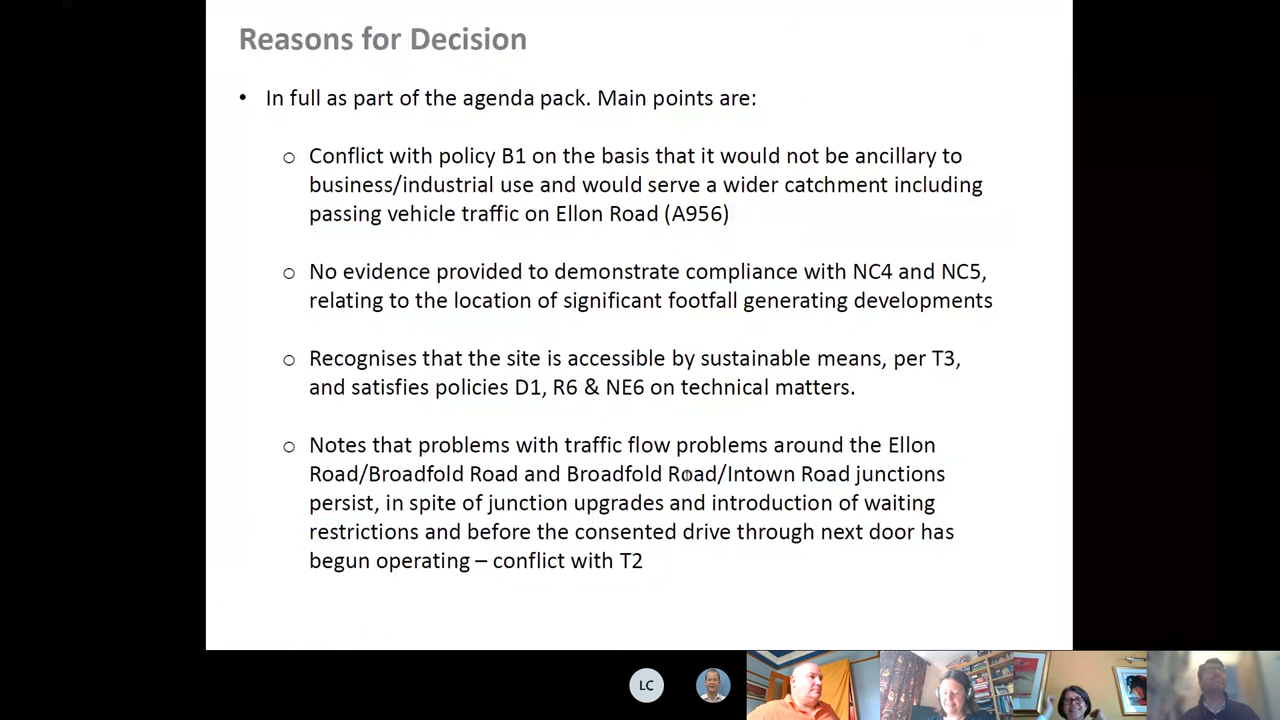 Reasons for Decision
• In full as part of the agenda pack. Main points are:
o Conflict with policy B1 on the basis that it would not be ancillary to
business/industrial use and would serve a wider catchment including
passing vehicle traffic on Ellon Road (A956)
o No evidence provided to demonstrate compliance with NC4 and NC5,
relating to the location of significant footfall generating developments
o Recognises that the site is accessible by sustainable means, per T3,
and satisfies policies D1, R6 & NE6 on technical matters.
o Notes that problems with traffic flow problems around the Ellon
Road/Broadfold Road and Broadfold Road/Intown Road junctions
persist, in spite of junction upgrades and introduction of waiting
restrictions and before the consented drive through next door has
begun operating – conflict with T2
LC